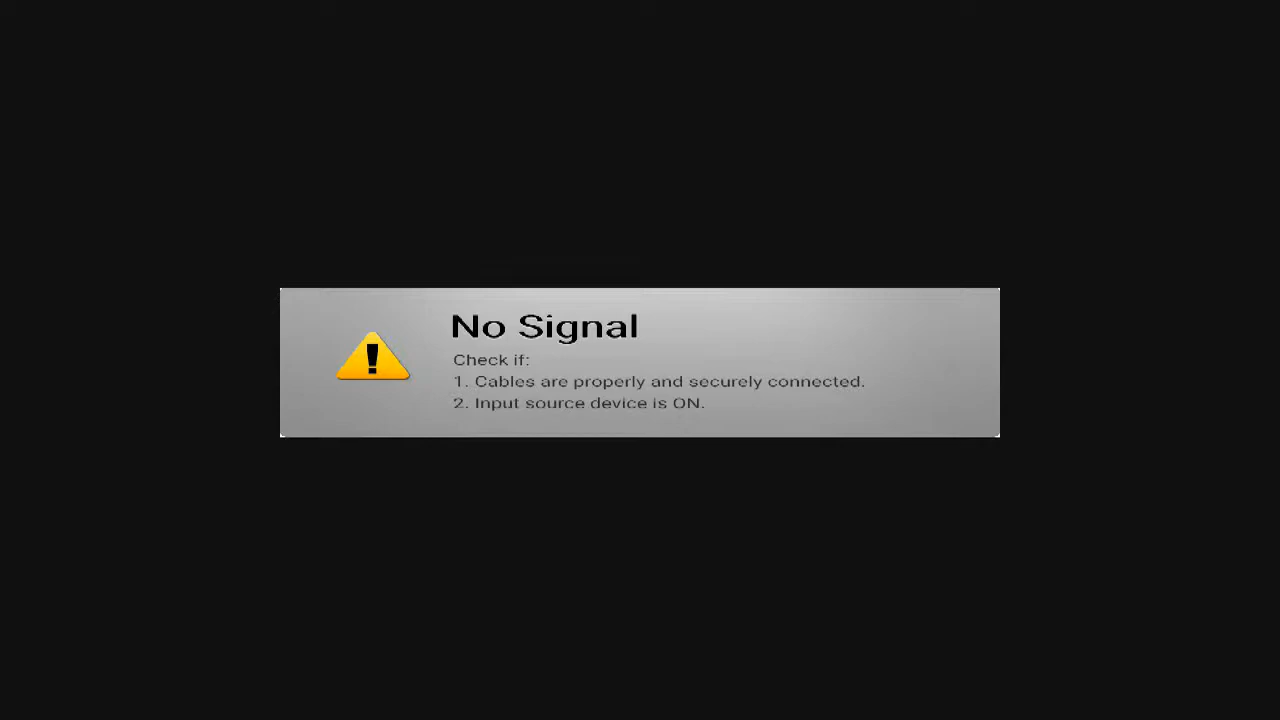 No Signal
Check if:
1. Cables are properly and securely connected.
2. Input source device is ON.